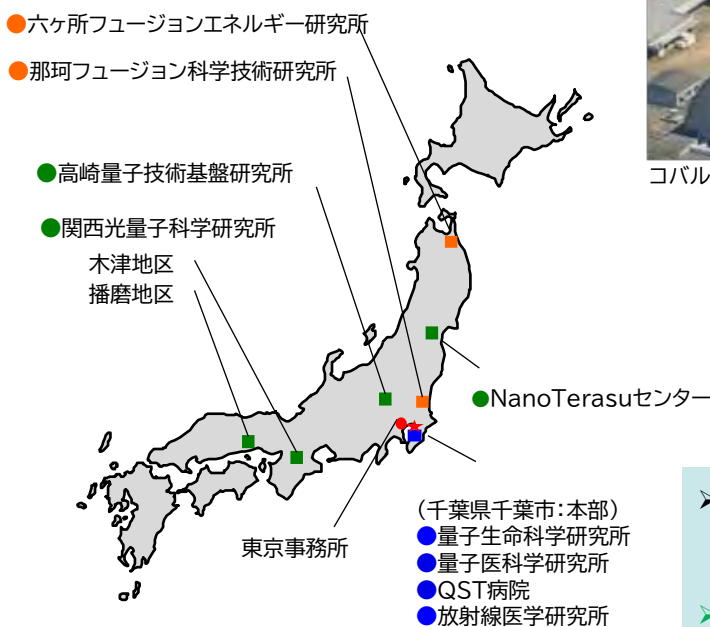 ●六ヶ所フュージョンエネルギー研究所
●那珂フュージョン科学技術研究所
コバル
●高崎量子技術基盤研究所
●関西光量子科学研究所
木津地区
播磨地区
●NanoTerasuセンター
(千葉県千葉市:本部)
●量子生命科学研究所
東京事務所
●量子医科学研究所
●QST病院
●放射線医学研究所